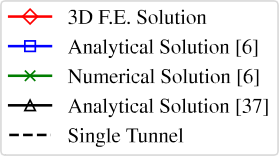 3D F.E. Solution
Analytical Solution [6]
Numerical Solution [6]
Analytical Solution [37]
Single Tunnel